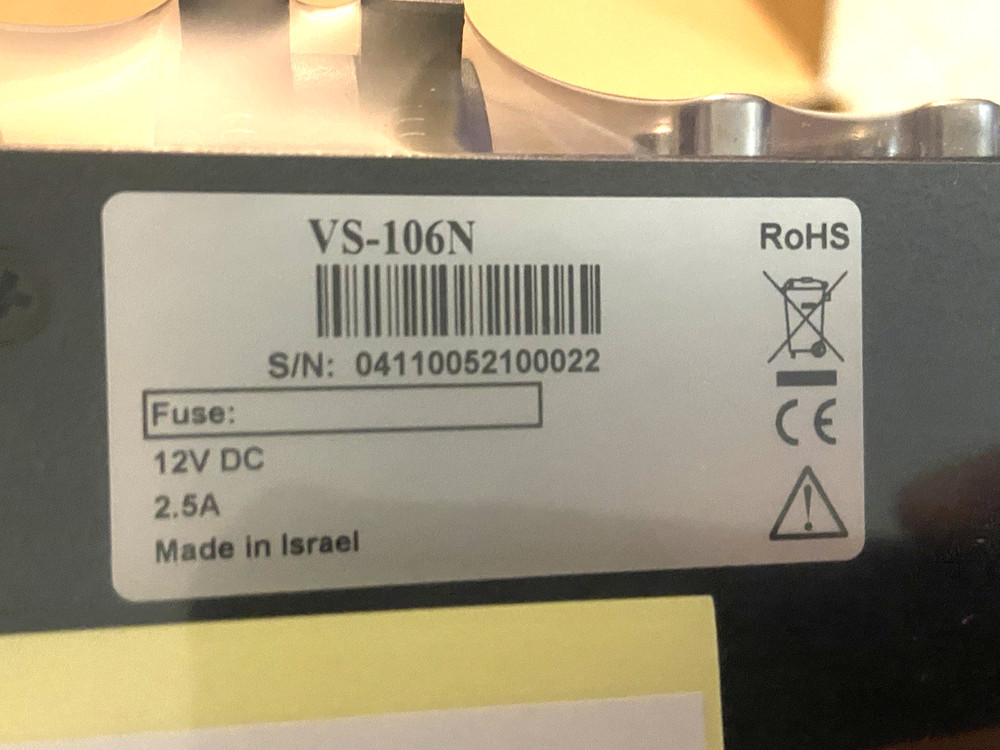 VS-106N
RoHS
S/N: 04110052100022
Fuse:
12V DC
2.5A
Made in Israel
CE